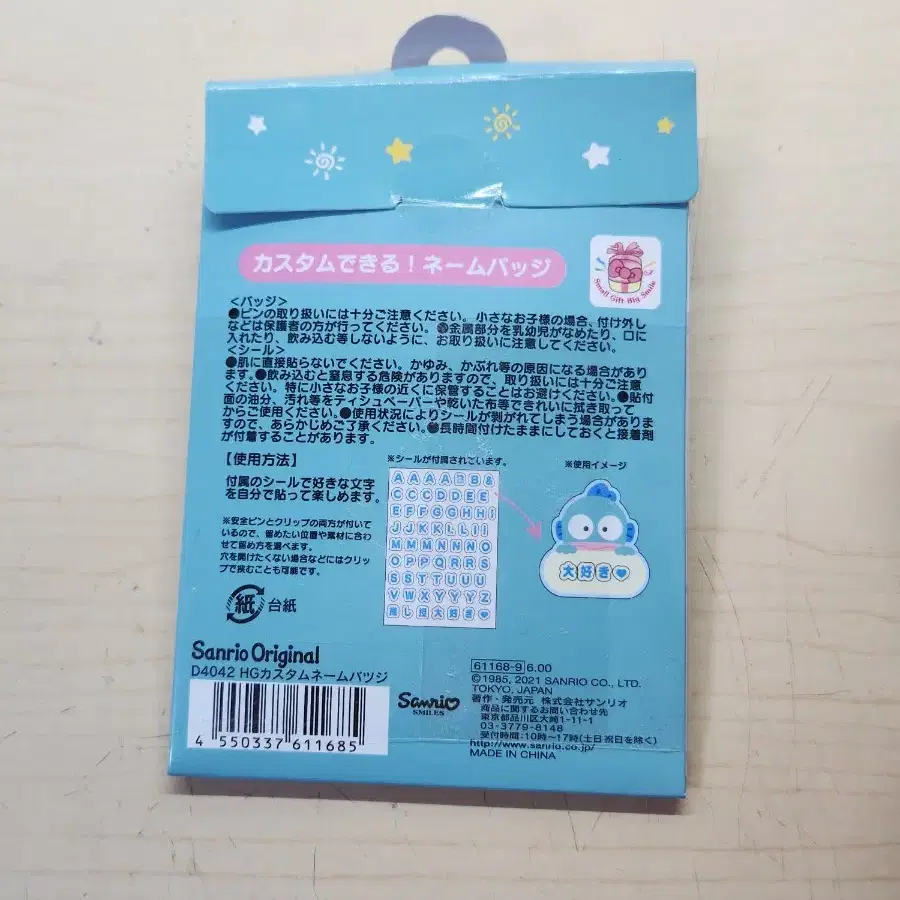 カスタムできる!ネームバッジ
Small Gift Big Smile
<バッジ>
●ピンの取り扱いには十分ご注意ください。小さなお子様の場合、付け外し
などは保護者の方が行ってください。●金属部分を乳幼児がなめたり、口に
入れたり、飲み込む等しないように、お取り扱いに注意してください。
<シール>
●肌に直接貼らないでください。かゆみ、かぶれ等の原因になる場合があり
ます。●飲み込むと窒息する危険がありますので、取り扱いには十分ご注意
ください。特に小さなお子様の近くに保管することはお避けください。●貼付
面の油分、汚れ等をティシュペーパーや乾いた布等できれいに拭き取って
からご使用ください。●使用状況によりシールが剥がれてしまう場合がありま
すので、あらかじめご了承ください。●長時間付けたままにしておくと接着剤
が付着することがあります。
【使用方法】
付属のシールで好きな文字
を自分で貼って楽しめます。
※安全ピンとクリップの両方が付いて
いるので、留めたい位置や素材に合わ
せて留め方を選べます。
穴を開けたくない場合などにはクリッ
プで挟むことも可能です。
紙 台紙
※シールが付属されています。
A A A A B &
C C C D D E E
E F F G G H H I
J J K K L L I I
M M M N N N O
O P P Q R R S
S S T T U U U
V W X Y Y Y Z
推し 大好き♥
※使用イメージ
大好き♥
Sanrio Original
D4042 HGカスタムネームバッジ
4 550337 611685
Sanrio
SMILES
61168-9 6.00
©1985, 2021 SANRIO CO., LTD.
TOKYO, JAPAN
著作・発売元 株式会社サンリオ
商品に関するお問い合わせ先
東京都品川区大崎1-11-1
03-3779-8148
受付時間:10時~17時(土日祝日を除く)
http://www.sanrio.co.jp/
MADE IN CHINA